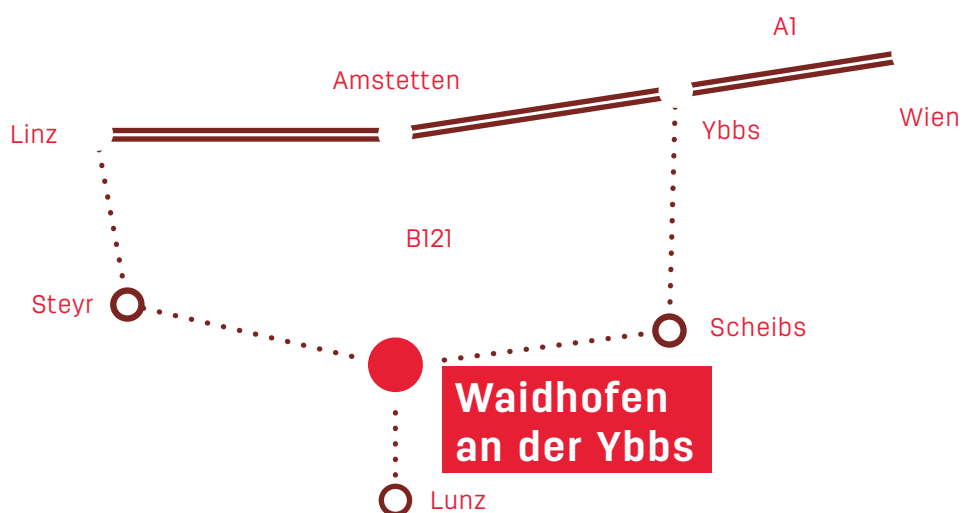 A1
Amstetten
Wien
Linz
Ybbs
B121
Steyr
Scheibs
Waidhofen
an der Ybbs
Lunz